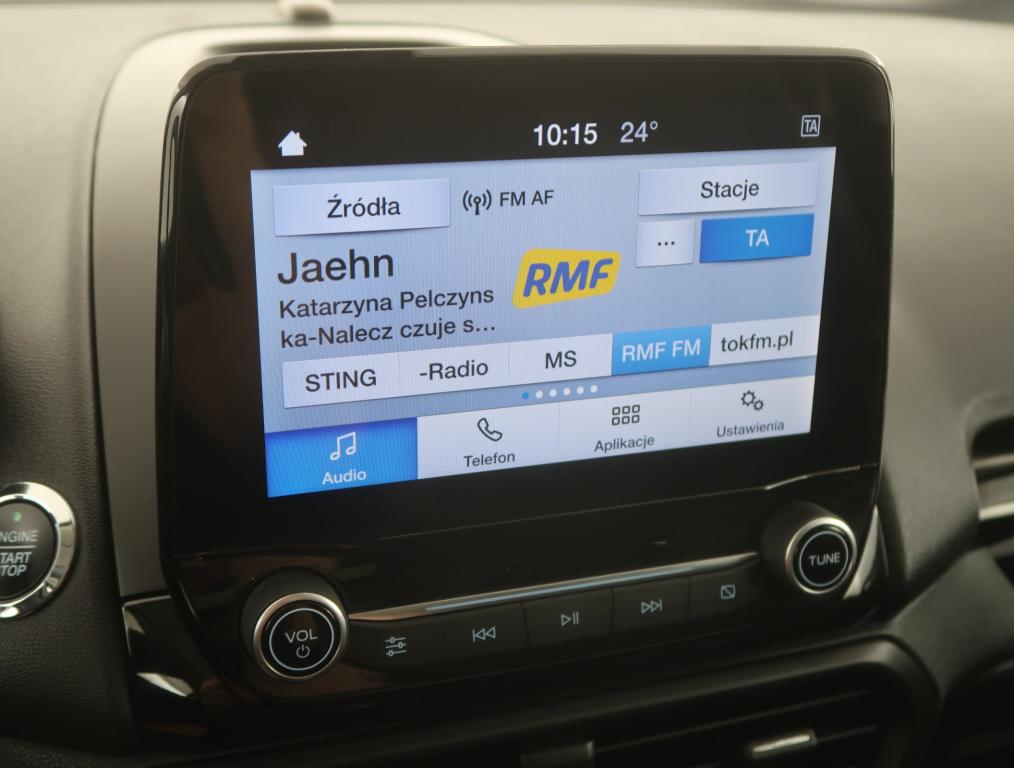 10:15 24°
TA
Źródła
FM AF
Stacje
...
TA
Jaehn
RMF
Katarzyna Pelczyns
ka-Nalecz czuje s...
STING
-Radio
MS
RMF FM
tokfm.pl
Audio
Telefon
Aplikacje
Ustawienia
ENGINE
START
STOP
VOL
TUNE